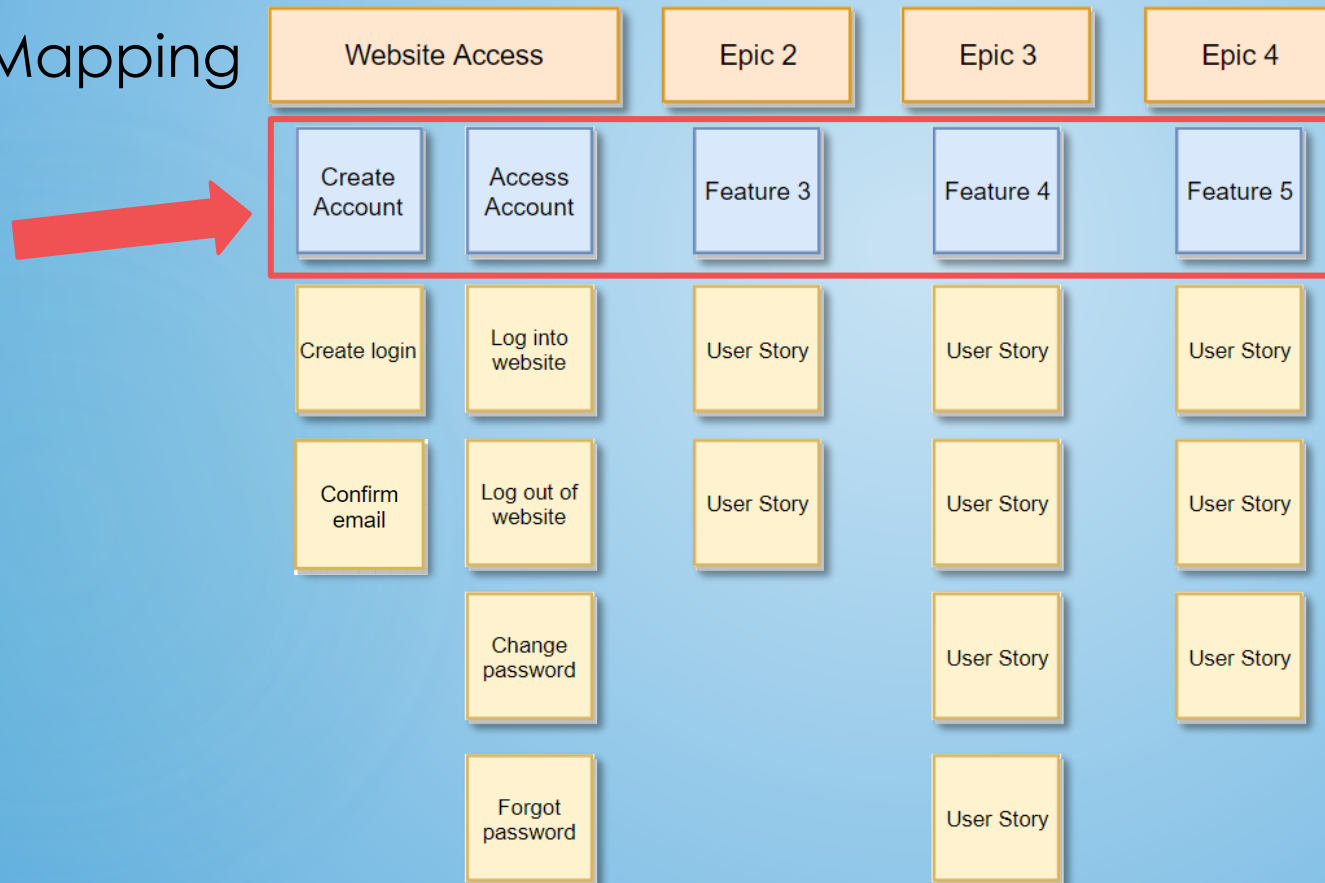 Mapping
Website Access
Epic 2
Epic 3
Epic 4
Create
Account
Access
Account
Feature 3
Feature 4
Feature 5
Create login
Log into
website
User Story
User Story
User Story
Confirm
email
Log out of
website
User Story
User Story
User Story
Change
password
User Story
User Story
Forgot
password
User Story